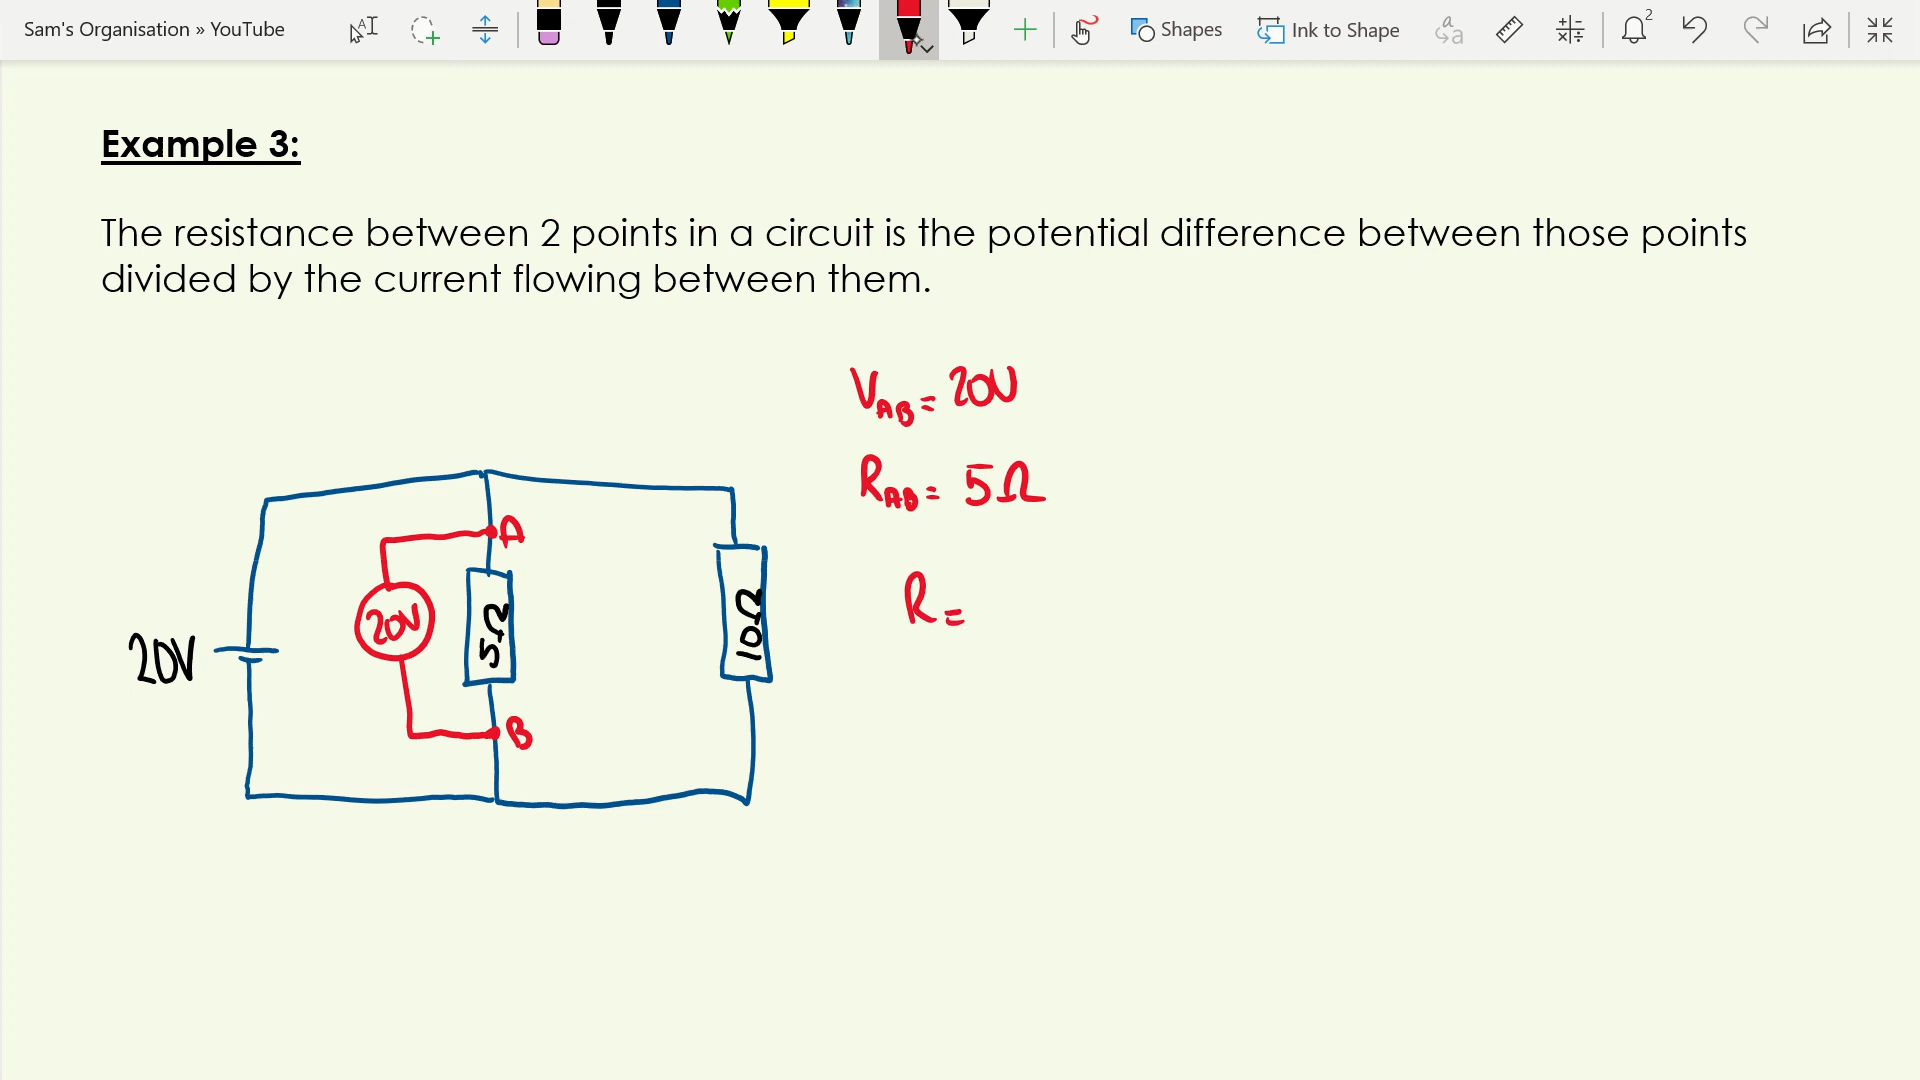 Sam's Organisation » YouTube
Shapes
Ink to Shape
2
Example 3:
The resistance between 2 points in a circuit is the potential difference between those points
divided by the current flowing between them.
V_AB = 20V
R_AB = 5Ω
R =
A
20V
5Ω
10Ω
20V
B